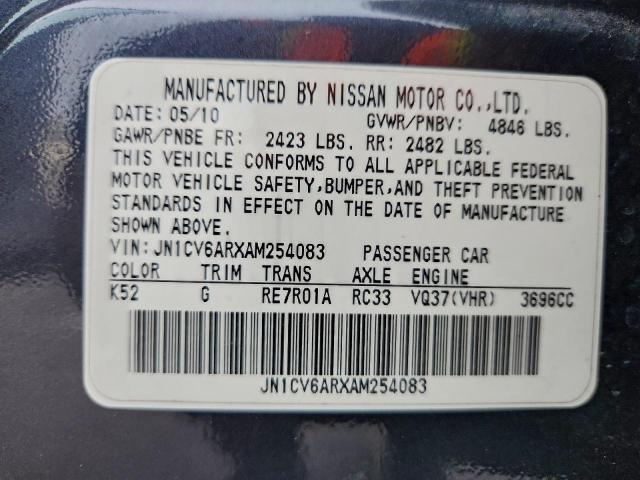 MANUFACTURED BY NISSAN MOTOR CO.,LTD.
DATE: 05/10 GVWR/PNBV: 4846 LBS.
GAWR/PNBE FR: 2423 LBS. RR: 2482 LBS.
THIS VEHICLE CONFORMS TO ALL APPLICABLE FEDERAL
MOTOR VEHICLE SAFETY,BUMPER,AND THEFT PREVENTION
STANDARDS IN EFFECT ON THE DATE OF MANUFACTURE
SHOWN ABOVE.
VIN:JN1CV6ARXAM254083 PASSENGER CAR
COLOR TRIM TRANS AXLE ENGINE
K52 G RE7R01A RC33 VQ37(VHR) 3696CC
JN1CV6ARXAM254083